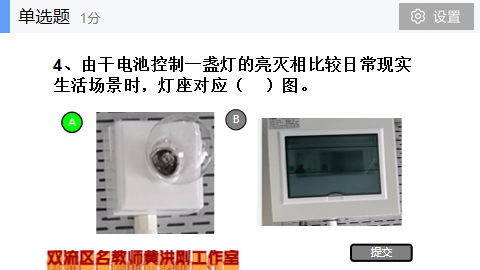 单选题 1分
设置
4、由干电池控制一盏灯的亮灭相比较日常现实
生活场景时，灯座对应（ ）图。
A
B
双流区名教师黄洪刚工作室
提交